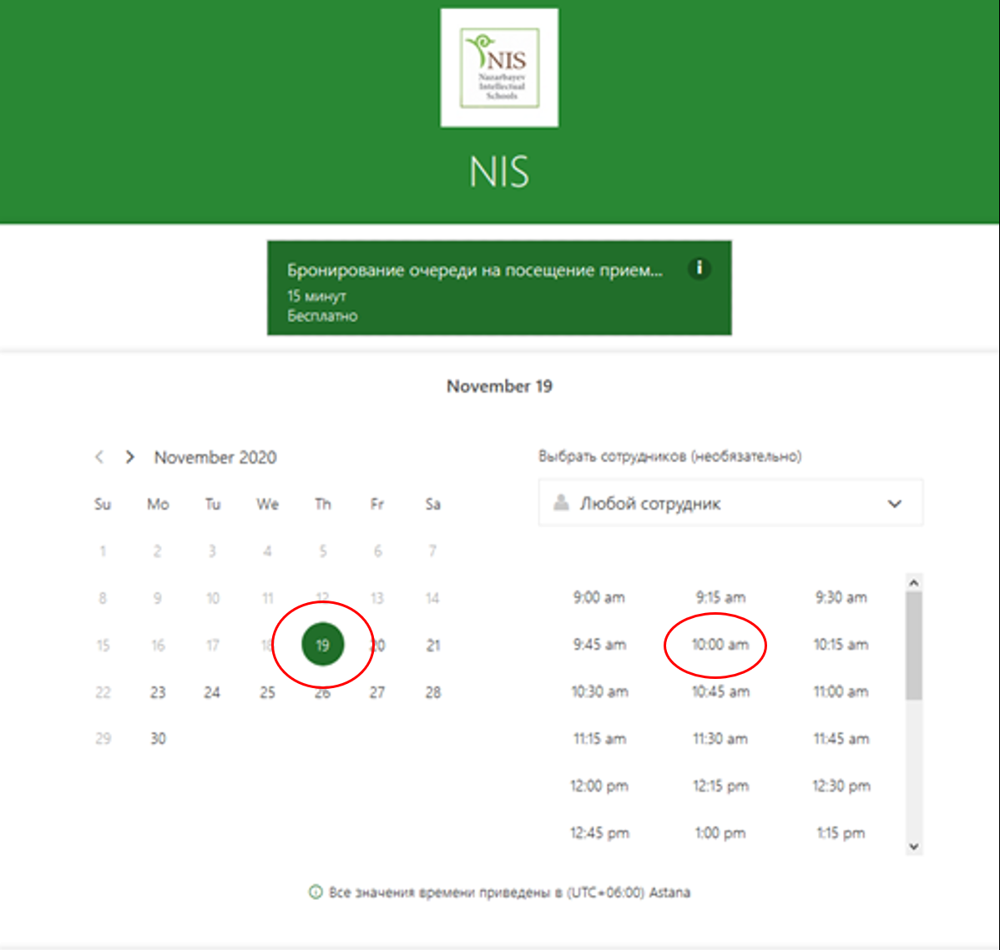 NIS
Nazarbayev
Intellectual
Schools
NIS
Бронирование очереди на посещение прием...
15 минут
Бесплатно
November 19
November 2020
Su Mo Tu We Th Fr Sa
1 2 3 4 5 6 7
8 9 10 11 12 13 14
15 16 17 18 19 20 21
22 23 24 25 26 27 28
29 30
Выбрать сотрудников (необязательно)
Любой сотрудник
9:00 am 9:15 am 9:30 am
9:45 am 10:00 am 10:15 am
10:30 am 10:45 am 11:00 am
11:15 am 11:30 am 11:45 am
12:00 pm 12:15 pm 12:30 pm
12:45 pm 1:00 pm 1:15 pm
Все значения времени приведены в (UTC+06:00) Astana